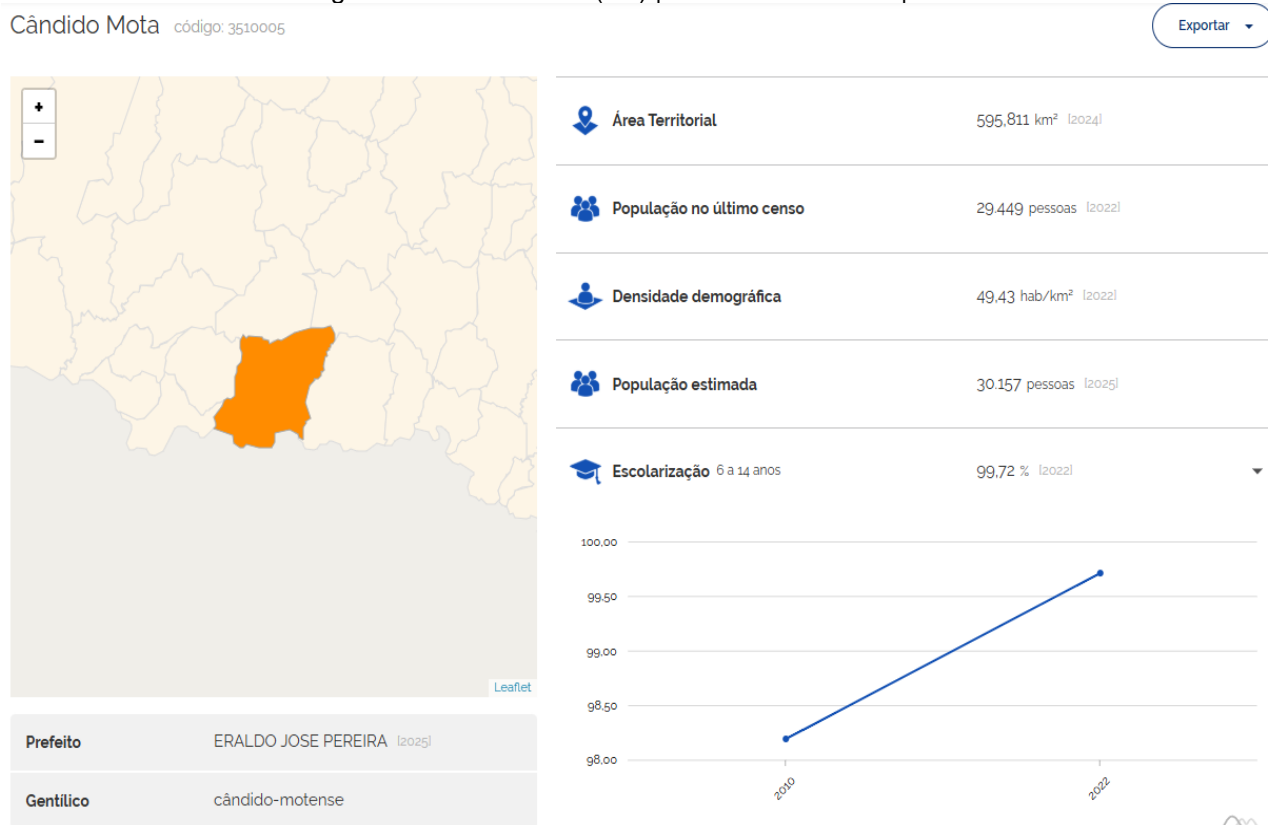 Cândido Mota código: 3510005
Exportar
+
−
Leaflet
Prefeito ERALDO JOSE PEREIRA [2025]
Gentílico cândido-motense
Área Territorial 595,811 km² [2024]
População no último censo 29.449 pessoas [2022]
Densidade demográfica 49,43 hab/km² [2022]
População estimada 30.157 pessoas [2025]
Escolarização 6 a 14 anos 99,72 % [2022]
100,00
99,50
99,00
98,50
98,00
2010
2022